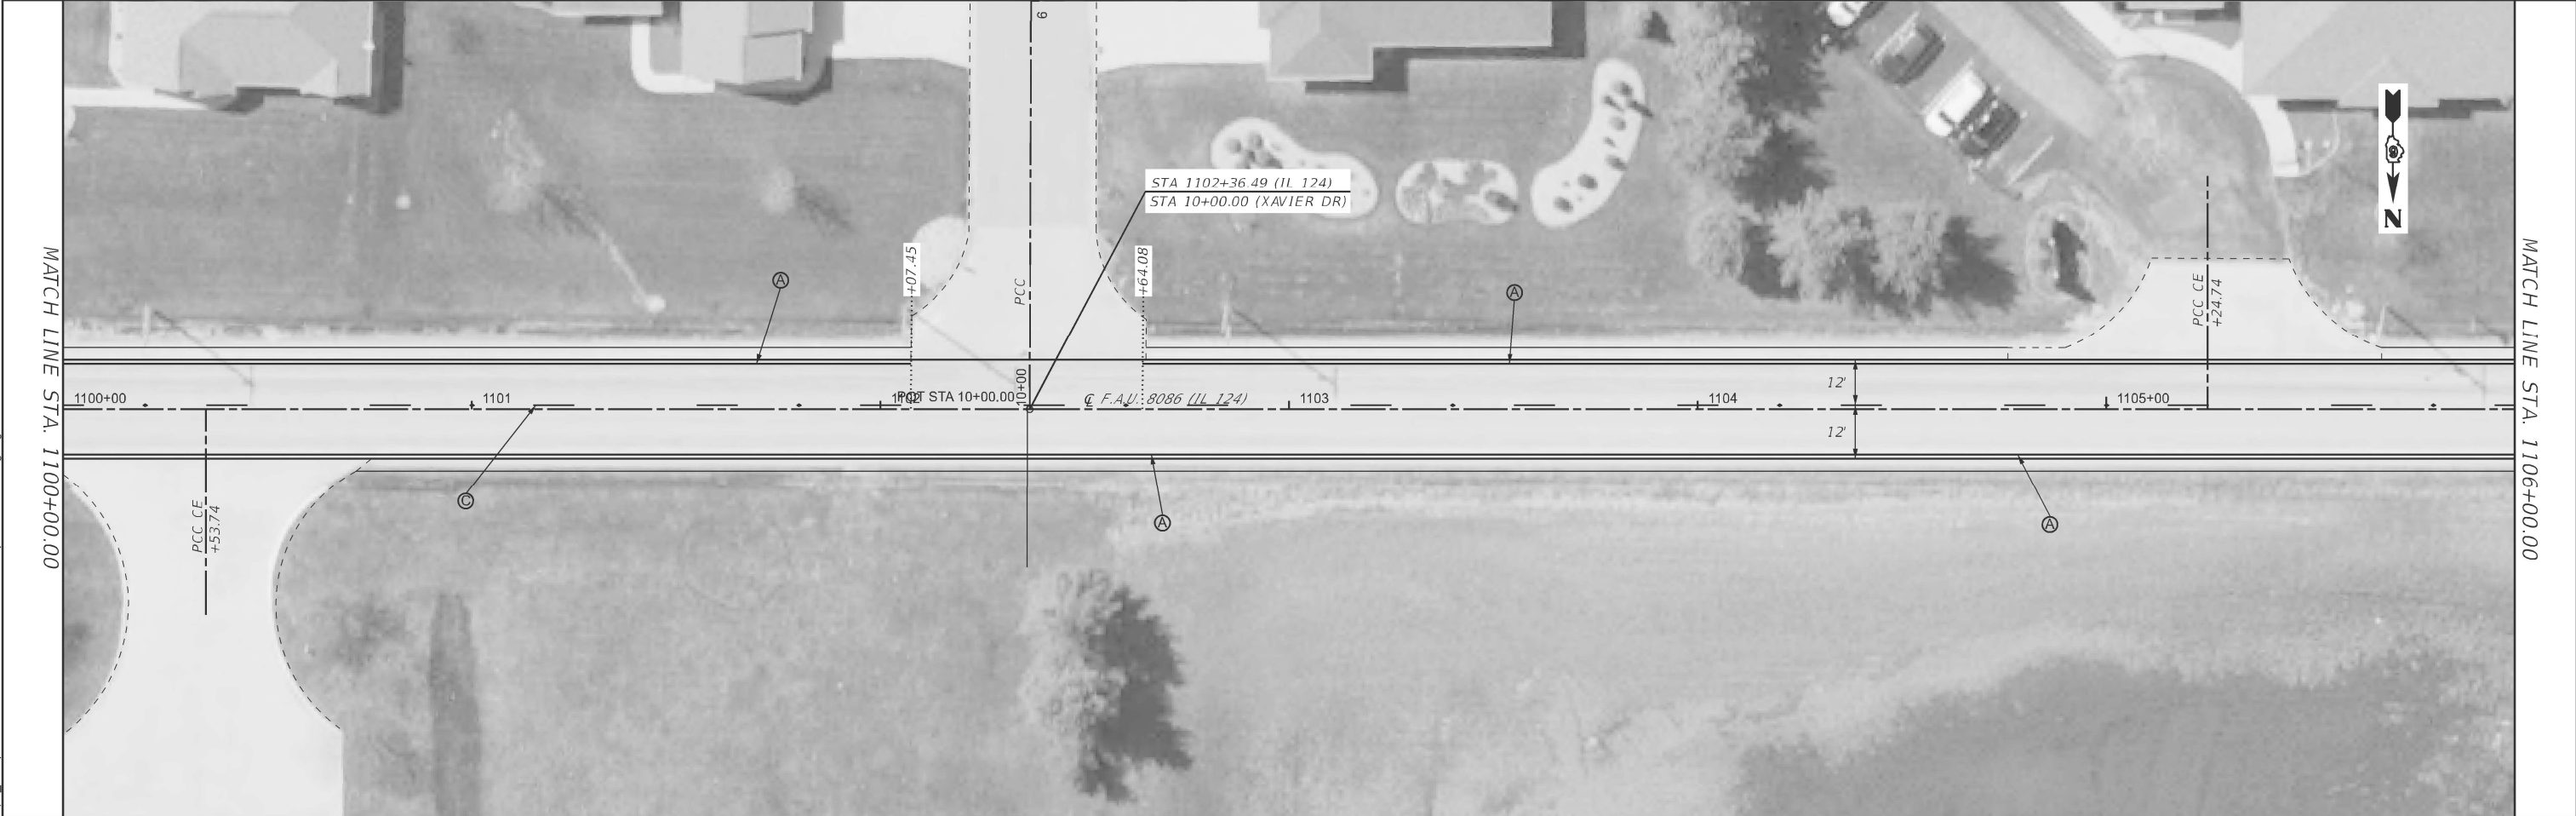 MATCH LINE STA. 1100+00.00
6
STA 1102+36.49 (IL 124)
STA 10+00.00 (XAVIER DR)
+07.45
PCC
+64.08
A
A
N
PCC CE
+24.74
12'
12'
1100+00
1101
1102
POT STA 10+00.00
10+00
℄ F.A.U. 8086 (IL 124)
1103
1104
1105+00
PCC CE
+53.74
C
A
A
MATCH LINE STA. 1106+00.00